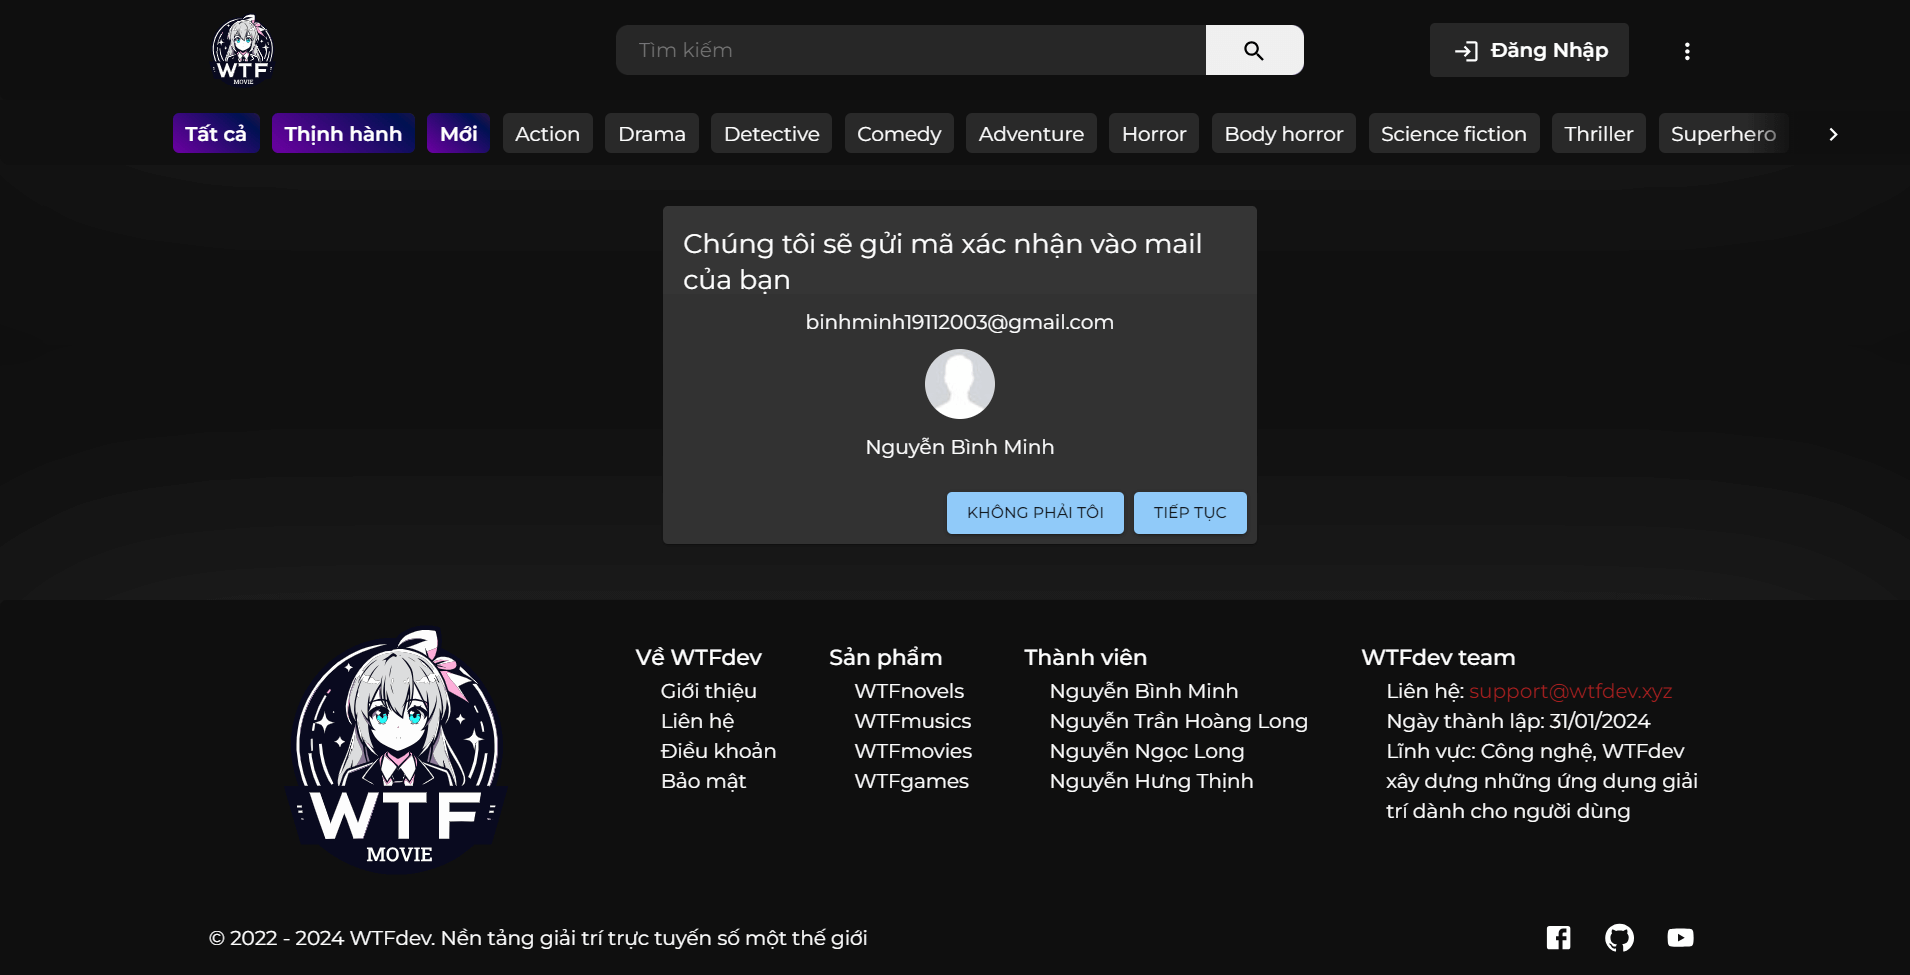 WTF
MOVIE
Tìm kiếm
Đăng Nhập
Tất cả
Thịnh hành
Mới
Action
Drama
Detective
Comedy
Adventure
Horror
Body horror
Science fiction
Thriller
Superhero
Chúng tôi sẽ gửi mã xác nhận vào mail
của bạn
binhminh19112003@gmail.com
Nguyễn Bình Minh
KHÔNG PHẢI TÔI
TIẾP TỤC
WTF
MOVIE
Về WTFdev
Giới thiệu
Liên hệ
Điều khoản
Bảo mật
Sản phẩm
WTFnovels
WTFmusics
WTFmovies
WTFgames
Thành viên
Nguyễn Bình Minh
Nguyễn Trần Hoàng Long
Nguyễn Ngọc Long
Nguyễn Hưng Thịnh
WTFdev team
Liên hệ: support@wtfdev.xyz
Ngày thành lập: 31/01/2024
Lĩnh vực: Công nghệ, WTFdev
xây dựng những ứng dụng giải
trí dành cho người dùng
© 2022 - 2024 WTFdev. Nền tảng giải trí trực tuyến số một thế giới